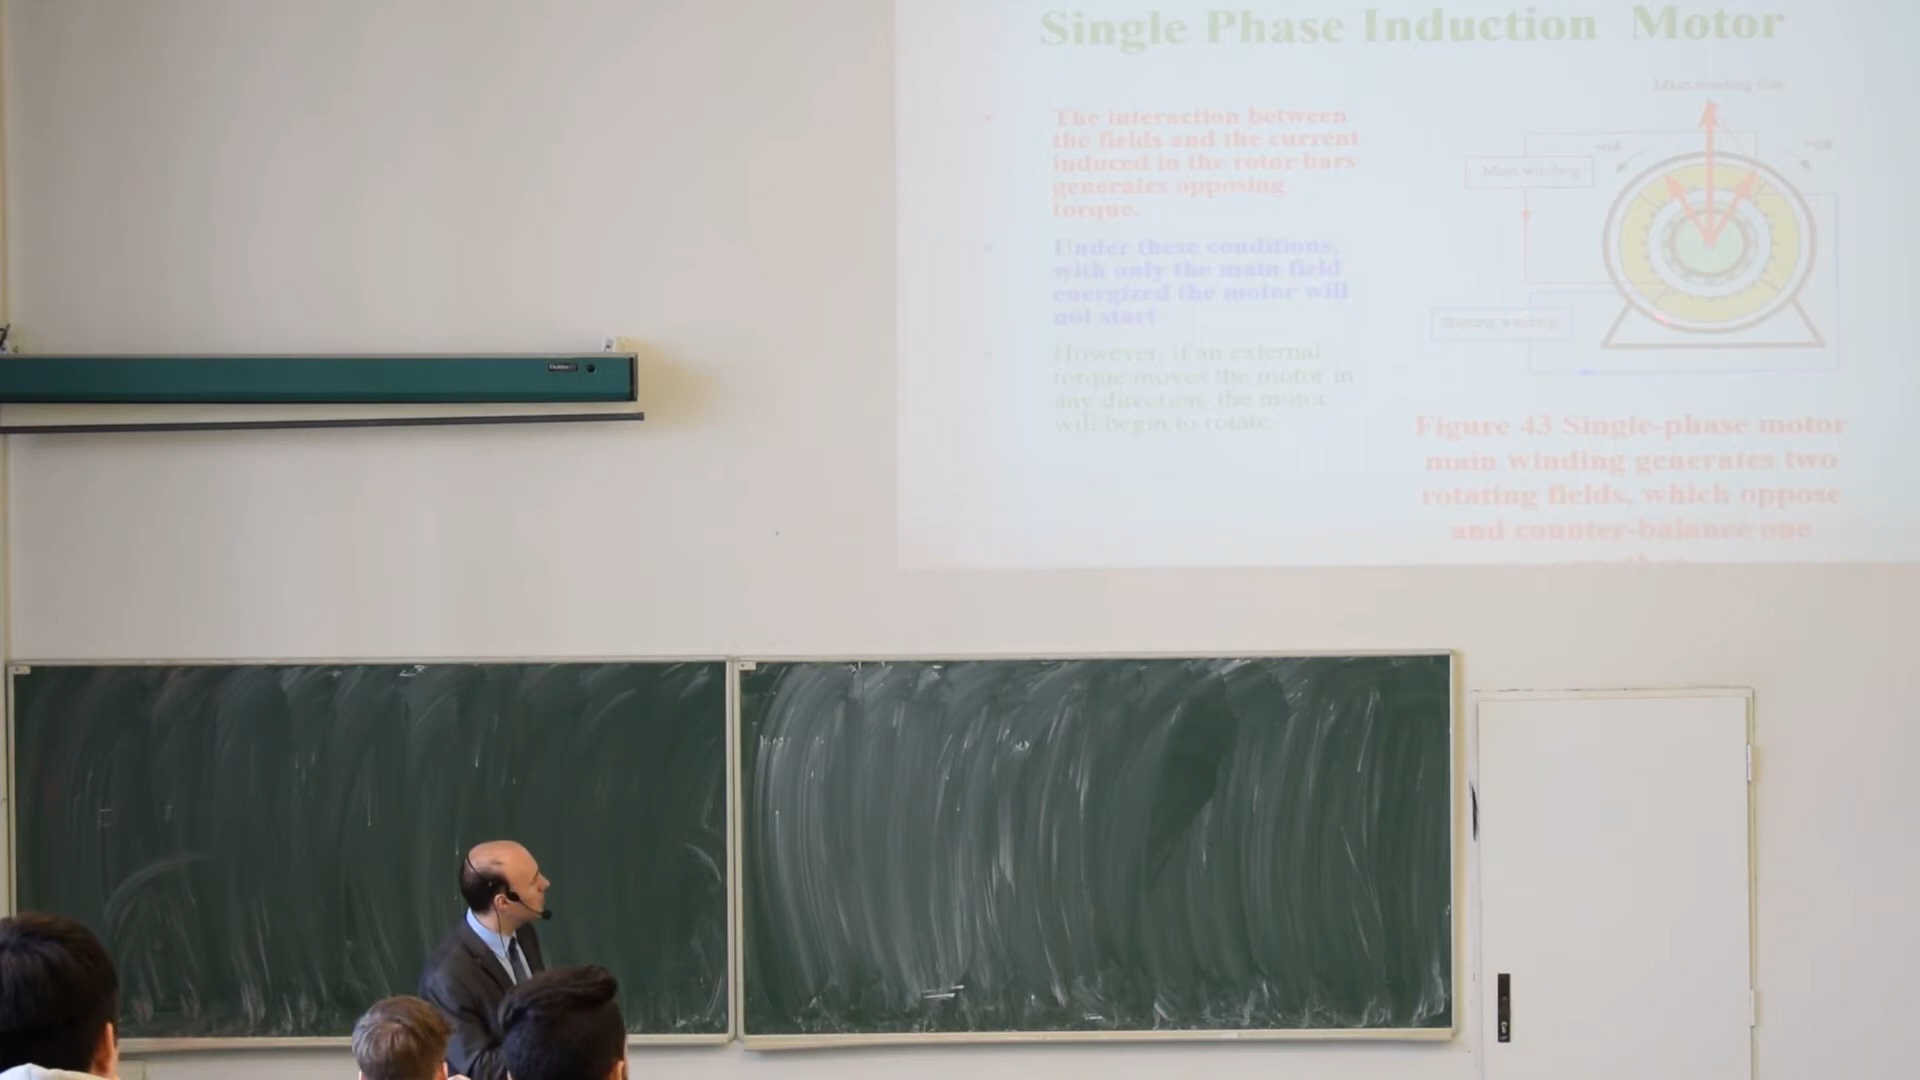 Single Phase Induction Motor
The interaction between
the fields and the current
induced in the rotor bars
generates opposing
torque.
Under these conditions,
with only the main field
energized the motor will
not start
However, if an external
torque moves the motor in
any direction, the motor
will begin to rotate.
Main winding flux
Main winding
Starting winding
Figure 43 Single-phase motor
main winding generates two
rotating fields, which oppose
and counter-balance one